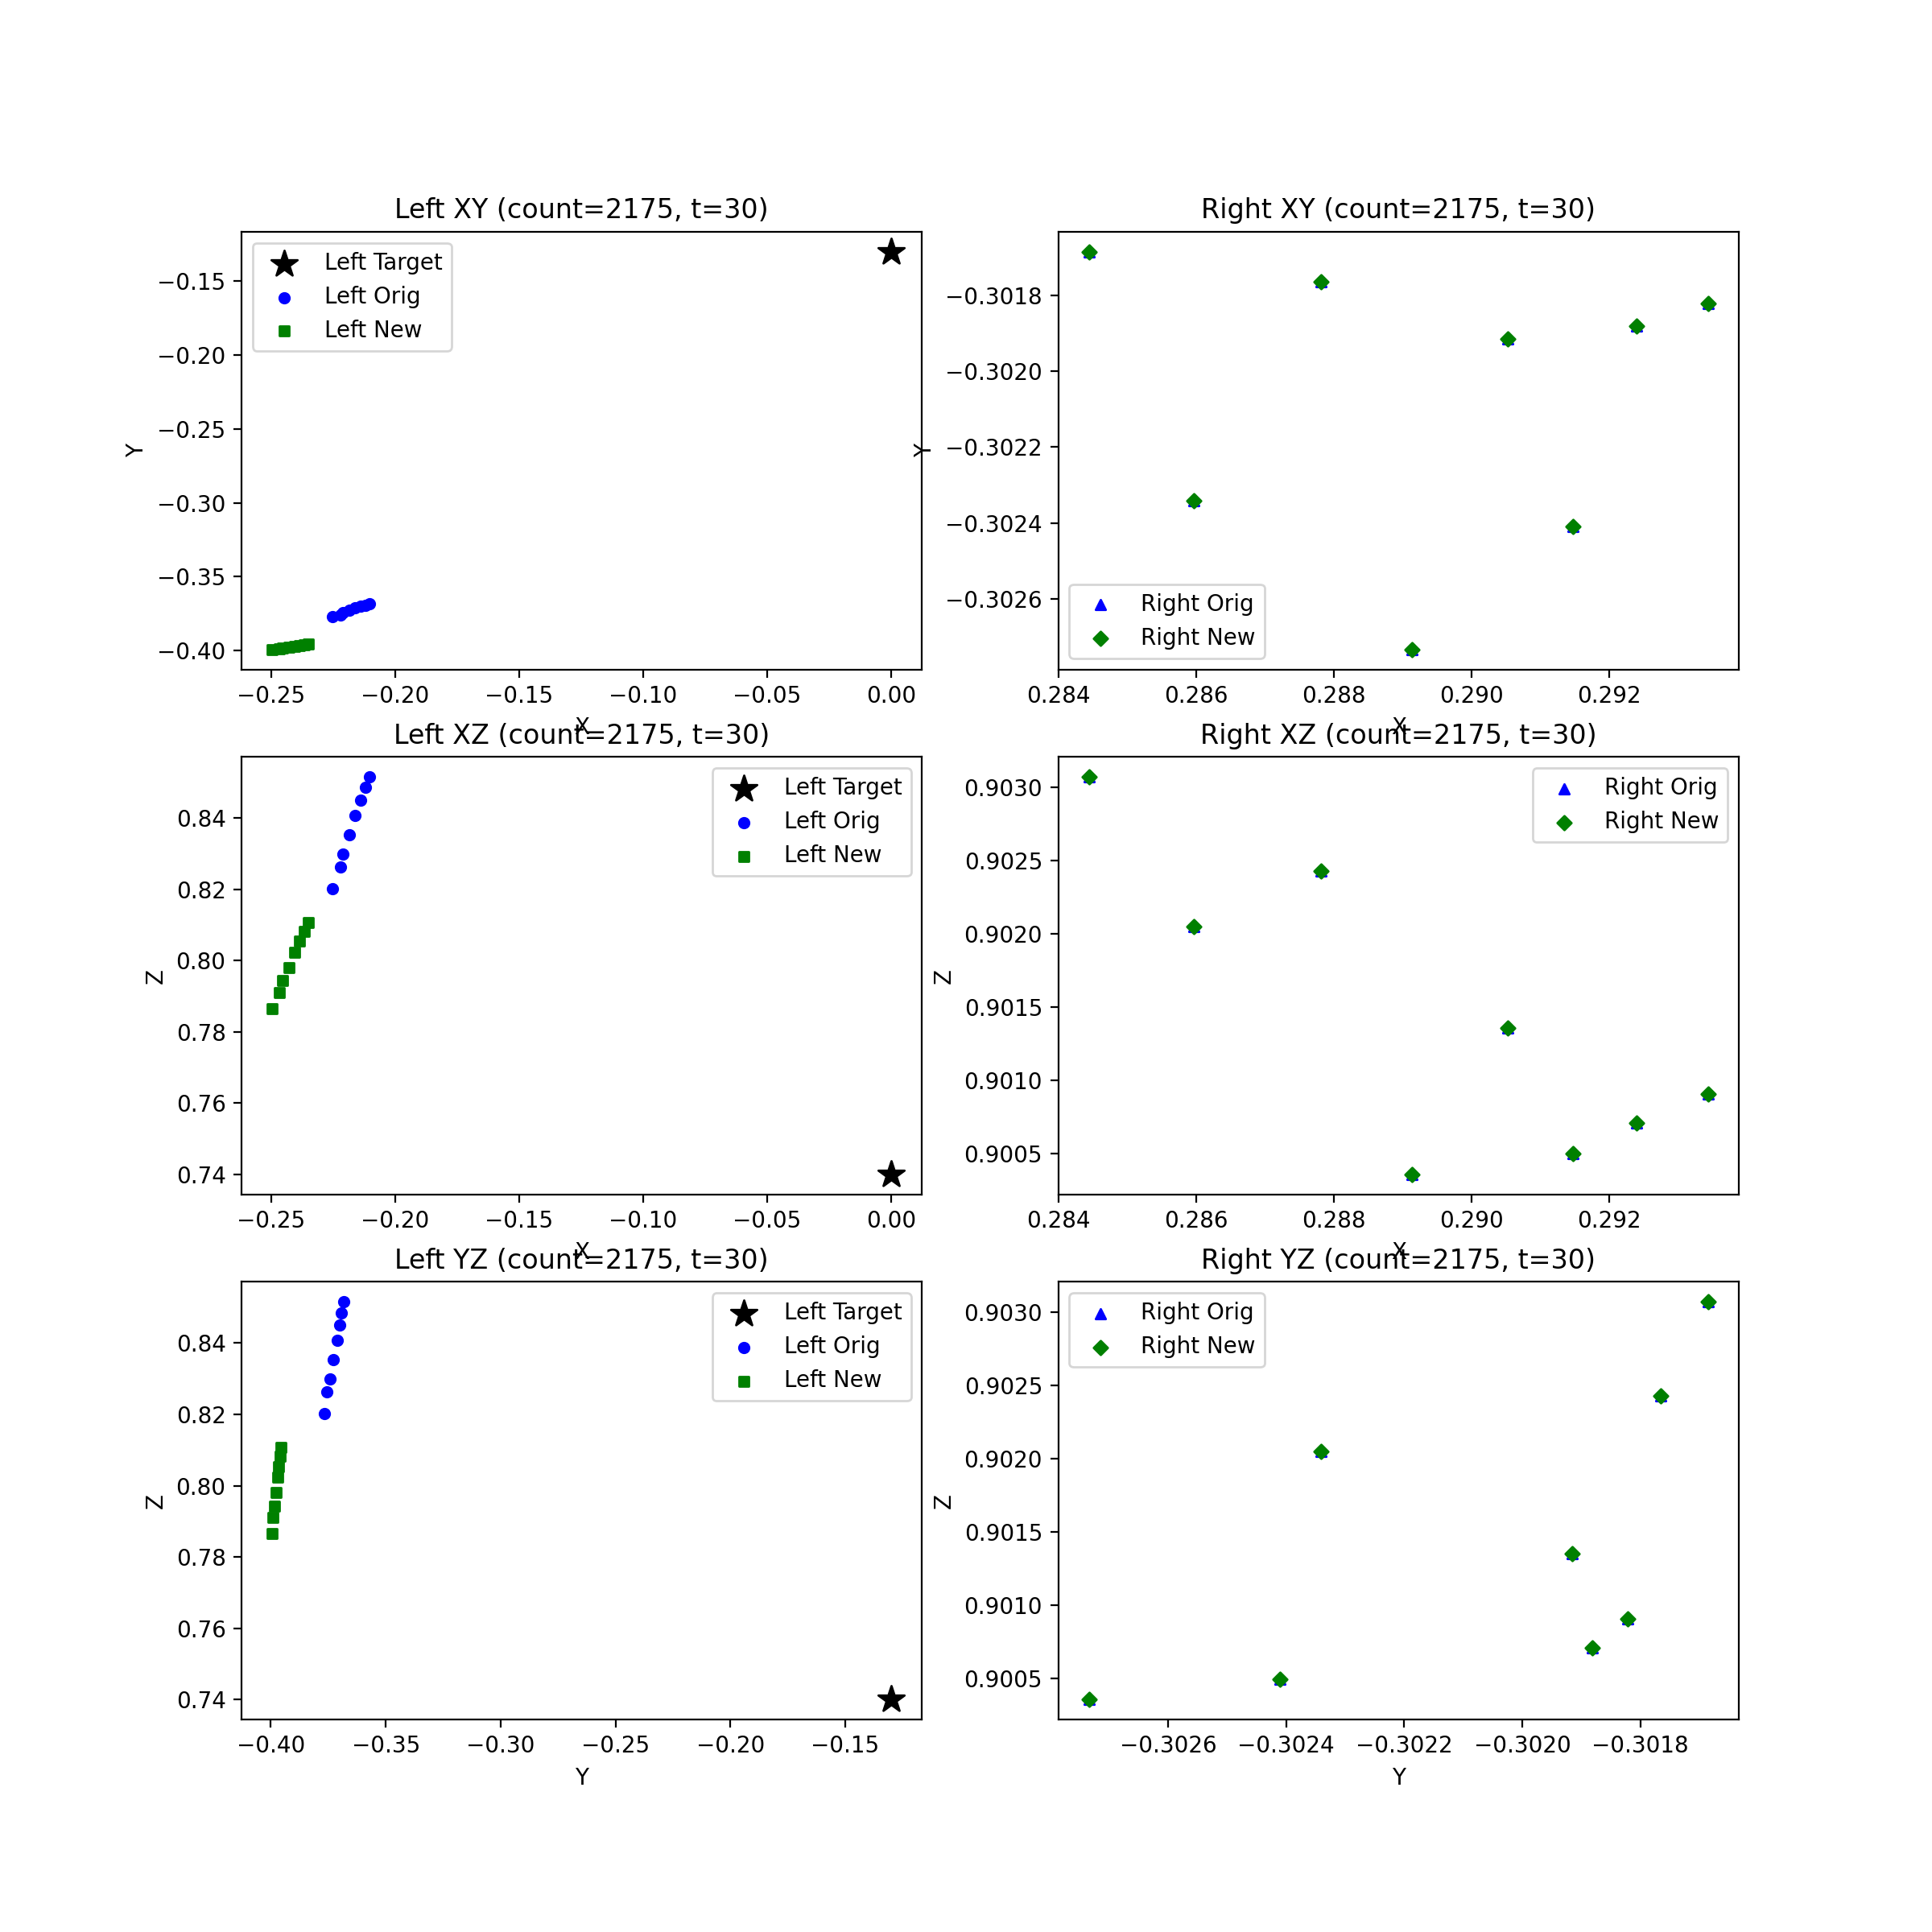 Left XY (count=2175, t=30)
Left Target
Left Orig
Left New
−0.15
−0.20
−0.25
−0.30
−0.35
−0.40
Y
−0.25 −0.20 −0.15 −0.10 −0.05 0.00
X
Right XY (count=2175, t=30)
−0.3018
−0.3020
−0.3022
−0.3024
−0.3026
Y
Right Orig
Right New
0.284 0.286 0.288 0.290 0.292
X
Left XZ (count=2175, t=30)
Left Target
Left Orig
Left New
0.84
0.82
0.80
0.78
0.76
0.74
Z
−0.25 −0.20 −0.15 −0.10 −0.05 0.00
X
Right XZ (count=2175, t=30)
Right Orig
Right New
0.9030
0.9025
0.9020
0.9015
0.9010
0.9005
Z
0.284 0.286 0.288 0.290 0.292
X
Left YZ (count=2175, t=30)
Left Target
Left Orig
Left New
0.84
0.82
0.80
0.78
0.76
0.74
Z
−0.40 −0.35 −0.30 −0.25 −0.20 −0.15
Y
Right YZ (count=2175, t=30)
Right Orig
Right New
0.9030
0.9025
0.9020
0.9015
0.9010
0.9005
Z
−0.3026 −0.3024 −0.3022 −0.3020 −0.3018
Y